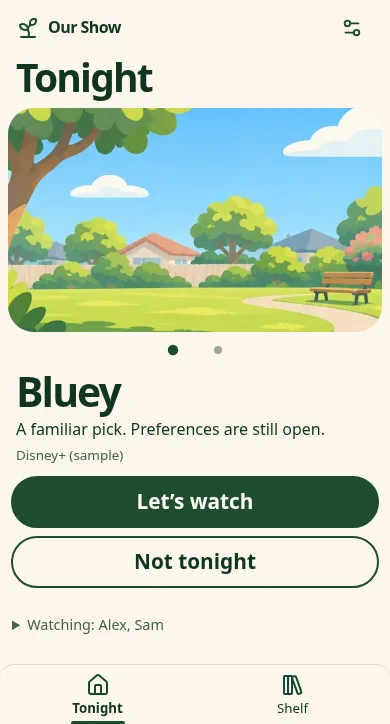 Our Show
Tonight
Bluey
A familiar pick. Preferences are still open.
Disney+ (sample)
Let’s watch
Not tonight
Watching: Alex, Sam
Tonight
Shelf